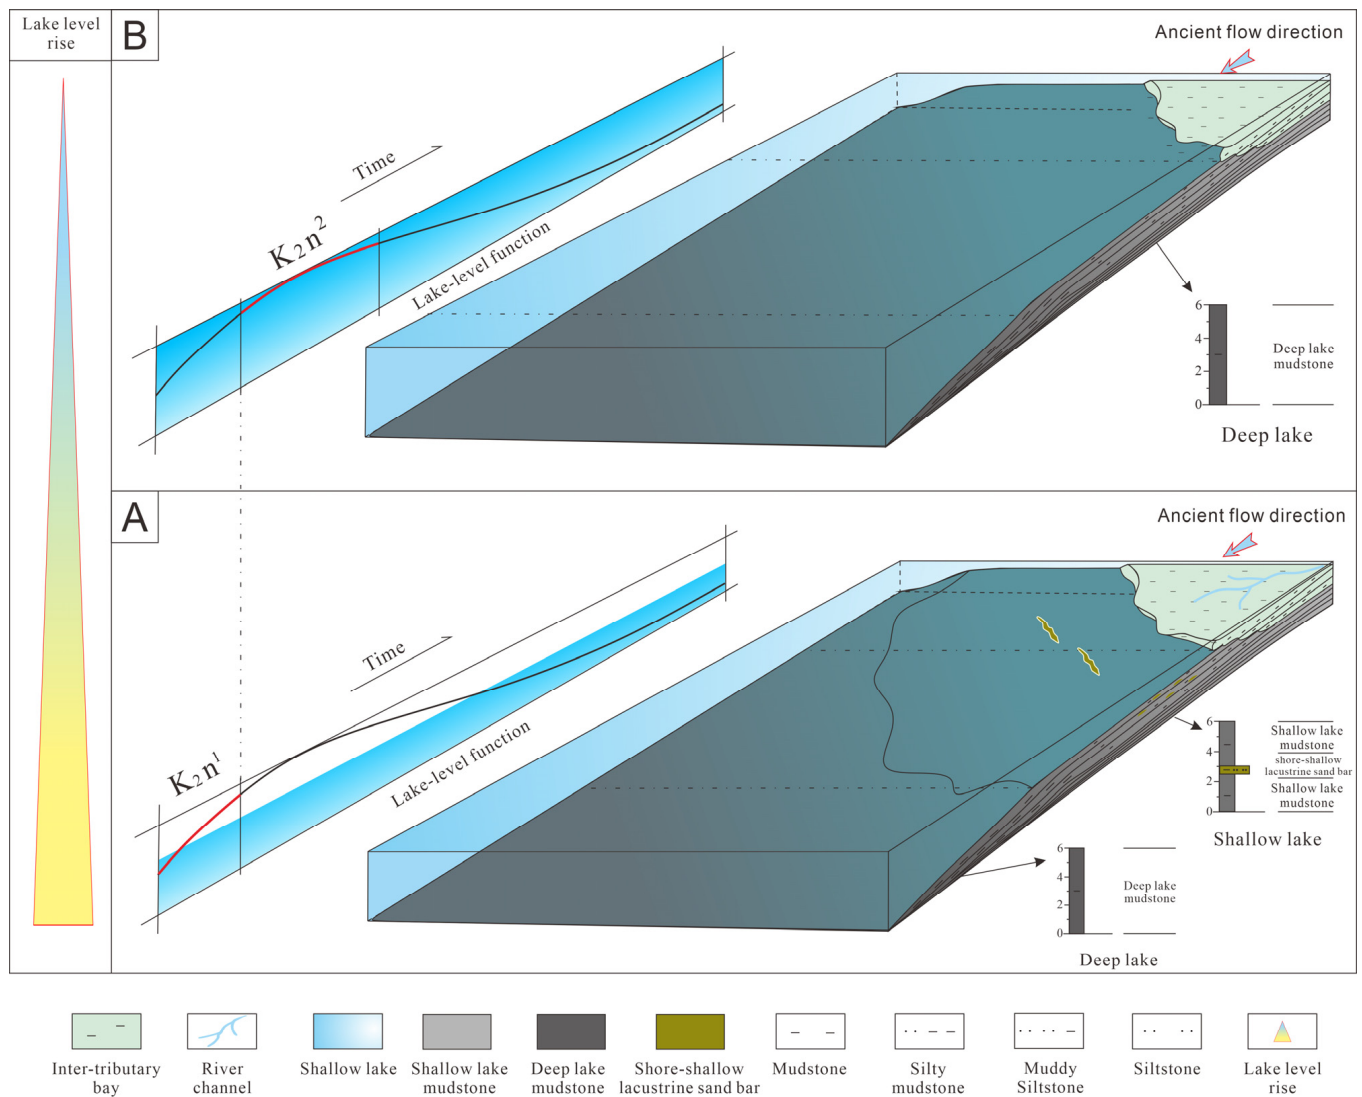 Lake level
rise
B
Ancient flow direction
Time
K₂n²
Lake-level function
6
4
2
0
Deep lake
mudstone
Deep lake
A
Ancient flow direction
Time
K₂n¹
Lake-level function
6
4
2
0
Shallow lake
mudstone
shore-shallow
lacustrine sand bar
Shallow lake
mudstone
Shallow lake
6
4
2
0
Deep lake
mudstone
Deep lake
Inter-tributary
bay
River
channel
Shallow lake
Shallow lake
mudstone
Deep lake
mudstone
Shore-shallow
lacustrine sand bar
Mudstone
Silty
mudstone
Muddy
Siltstone
Siltstone
Lake level
rise